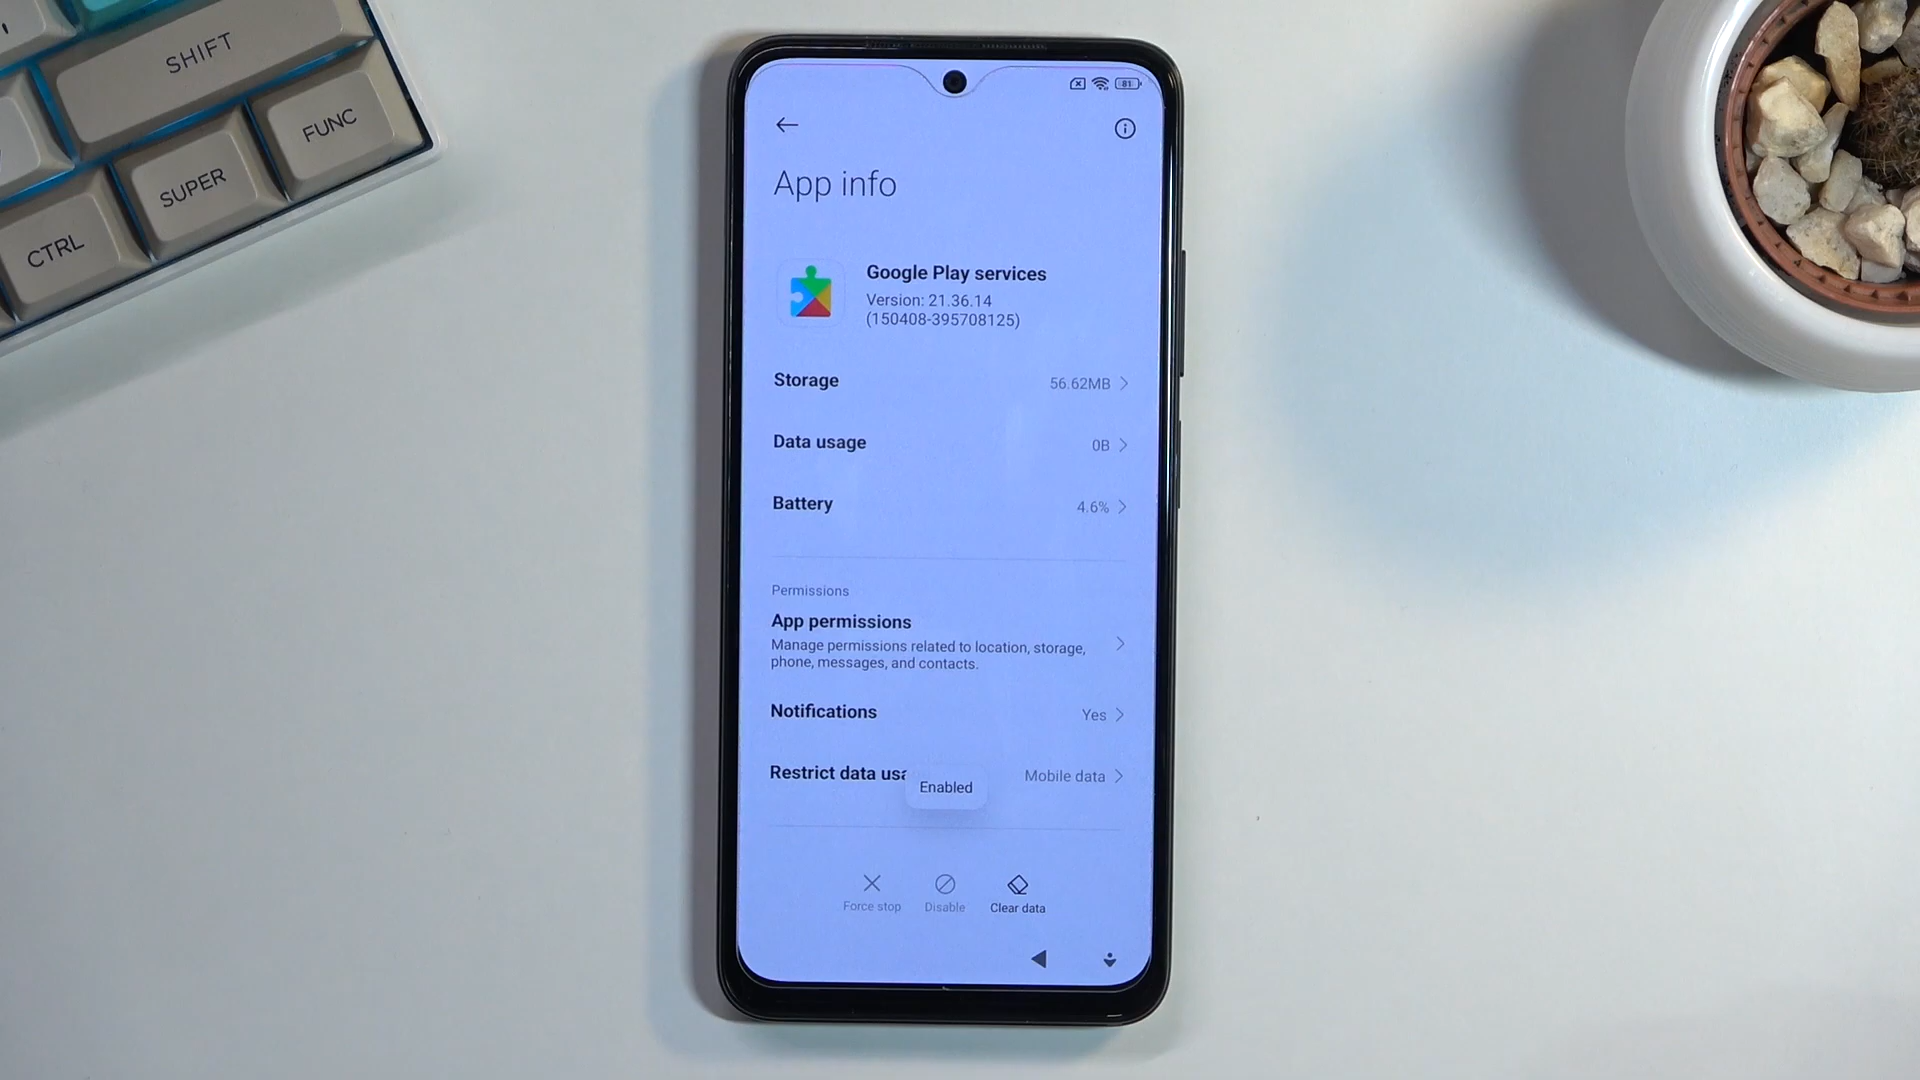 SHIFT
FUNC
SUPER
CTRL
81
App info
Google Play services
Version: 21.36.14
(150408-395708125)
Storage 56.62MB
Data usage 0B
Battery 4.6%
Permissions
App permissions
Manage permissions related to location, storage,
phone, messages, and contacts.
Notifications Yes
Restrict data usa Mobile data
Enabled
Force stop Disable Clear data